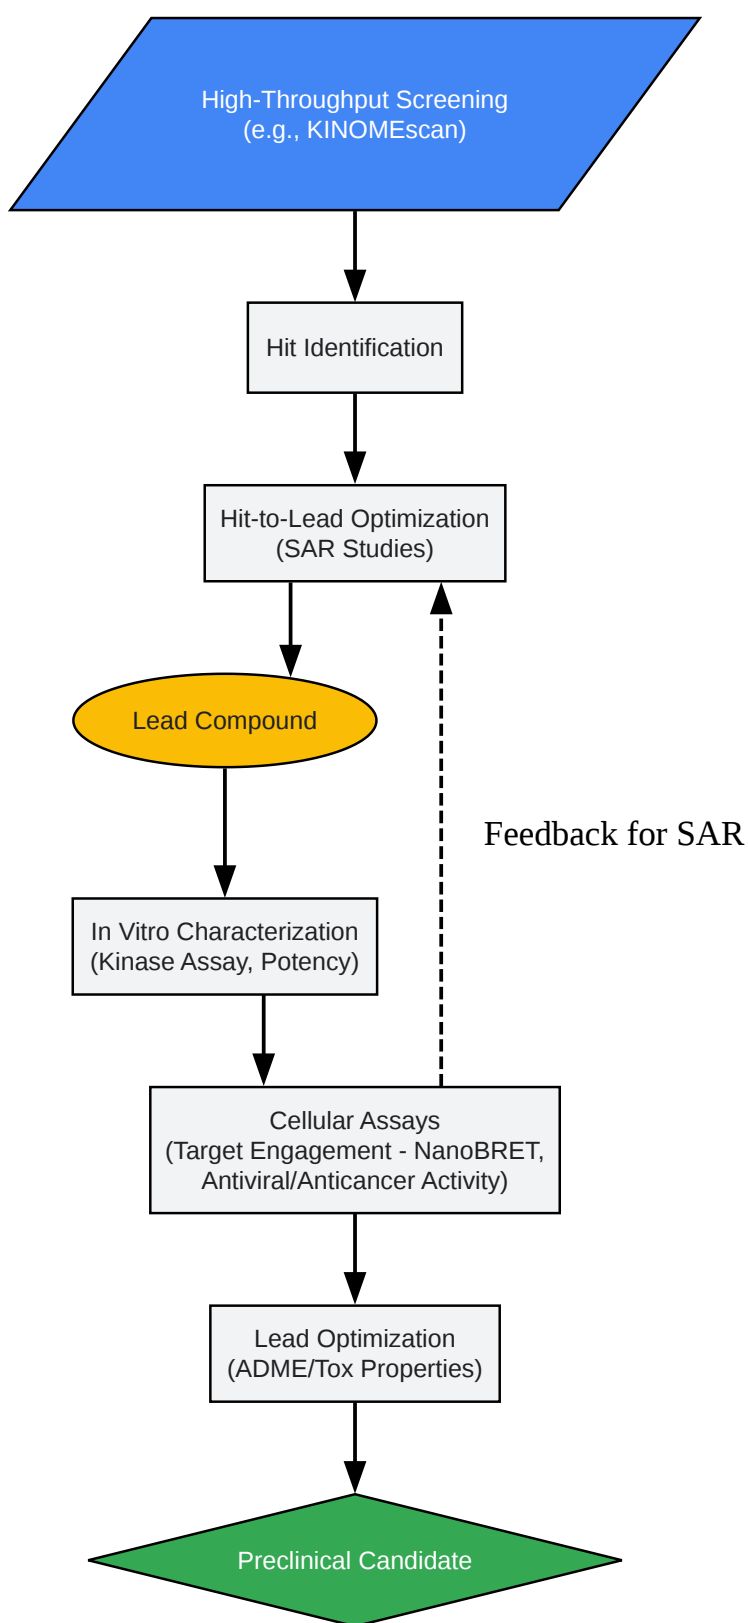 High-Throughput Screening
(e.g., KINOMEscan)
Hit Identification
Hit-to-Lead Optimization
(SAR Studies)
Lead Compound
Feedback for SAR
In Vitro Characterization
(Kinase Assay, Potency)
Cellular Assays
(Target Engagement - NanoBRET,
Antiviral/Anticancer Activity)
Lead Optimization
(ADME/Tox Properties)
Preclinical Candidate